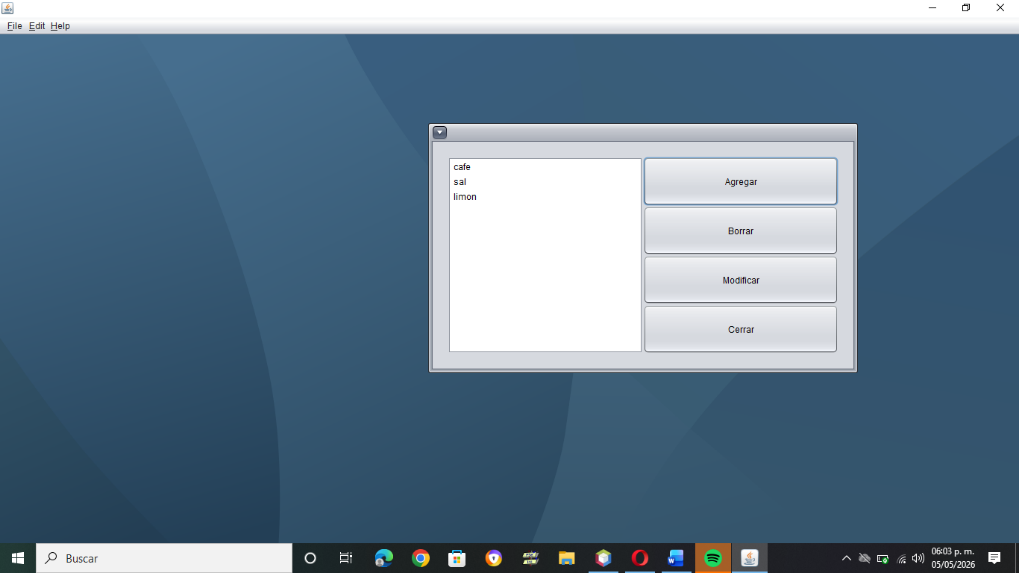 File Edit Help
cafe
sal
limon
Agregar
Borrar
Modificar
Cerrar
Buscar
06:03 p. m.
05/05/2026